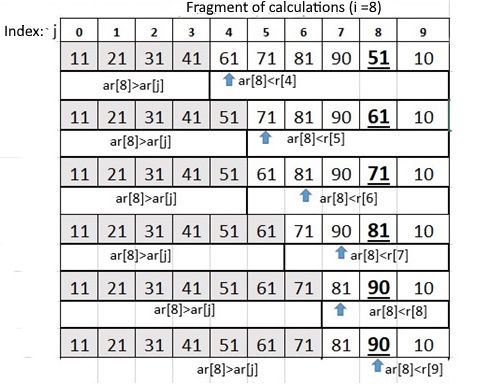 Fragment of calculations (i =8)
Index: j 0 1 2 3 4 5 6 7 8 9
11 21 31 41 61 71 81 90 51 10
ar[8]>ar[j] ar[8]<r[4]
11 21 31 41 51 71 81 90 61 10
ar[8]>ar[j] ar[8]<r[5]
11 21 31 41 51 61 81 90 71 10
ar[8]>ar[j] ar[8]<r[6]
11 21 31 41 51 61 71 90 81 10
ar[8]>ar[j] ar[8]<r[7]
11 21 31 41 51 61 71 81 90 10
ar[8]>ar[j] ar[8]<r[8]
11 21 31 41 51 61 71 81 90 10
ar[8]>ar[j] ar[8]<r[9]